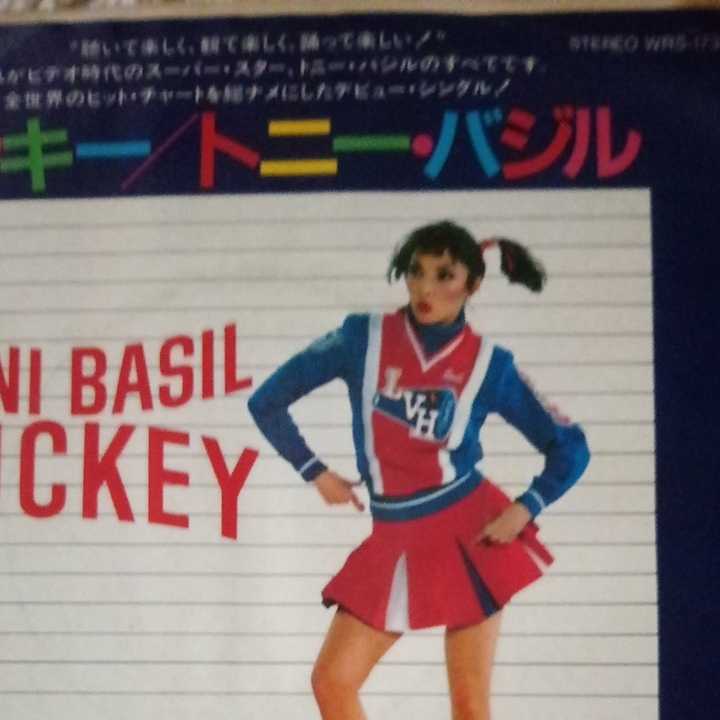 "聴いて楽しく、観て楽しく、踊って楽しい!"
STEREO WRS-173
がビデオ時代のスーパー・スター、トニー・バジルのすべてです。
全世界のヒット・チャートを総ナメにしたデビュー・シングル!
キー/トニー・バジル
NI BASIL
ICKEY
LVH